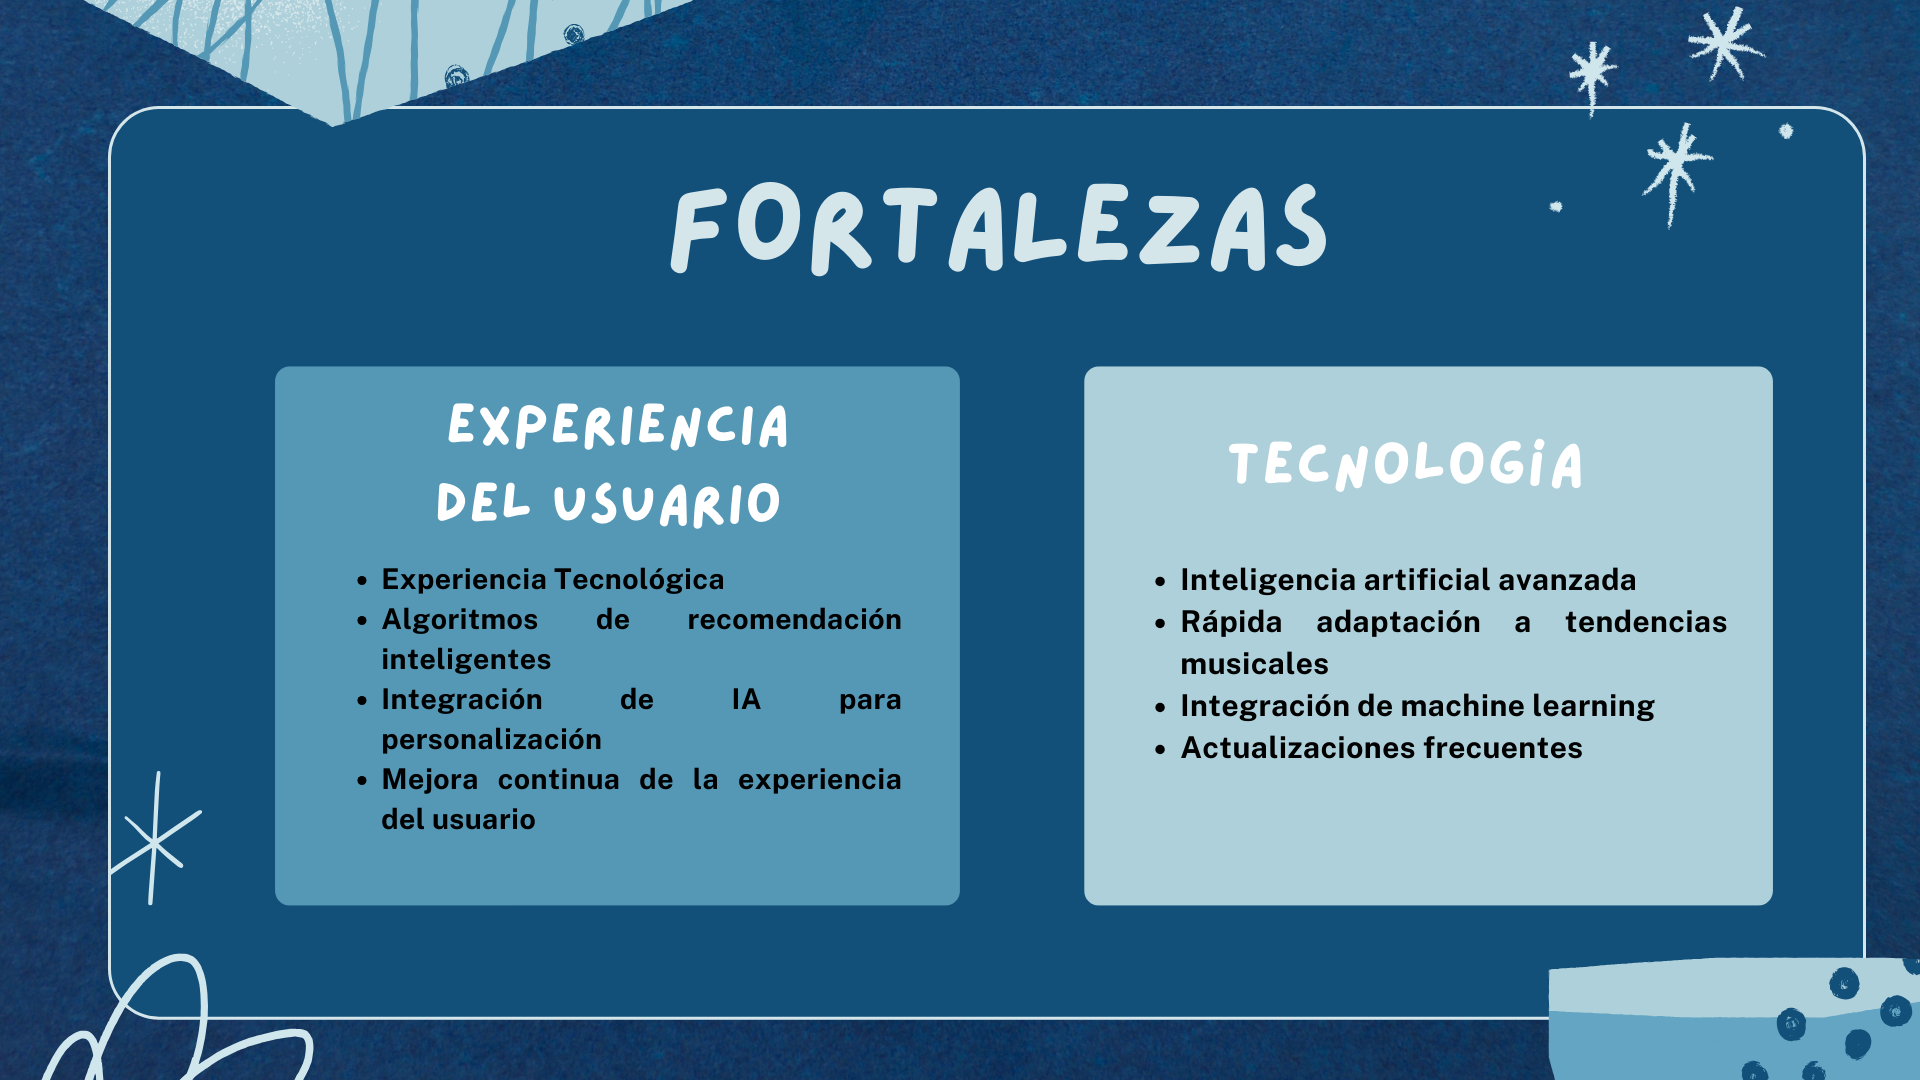 FORTALEZAS
EXPERIENCIA
DEL USUARIO
• Experiencia Tecnológica
• Algoritmos de recomendación
inteligentes
• Integración de IA para
personalización
• Mejora continua de la experiencia
del usuario
TECNOLOGÍA
• Inteligencia artificial avanzada
• Rápida adaptación a tendencias
musicales
• Integración de machine learning
• Actualizaciones frecuentes